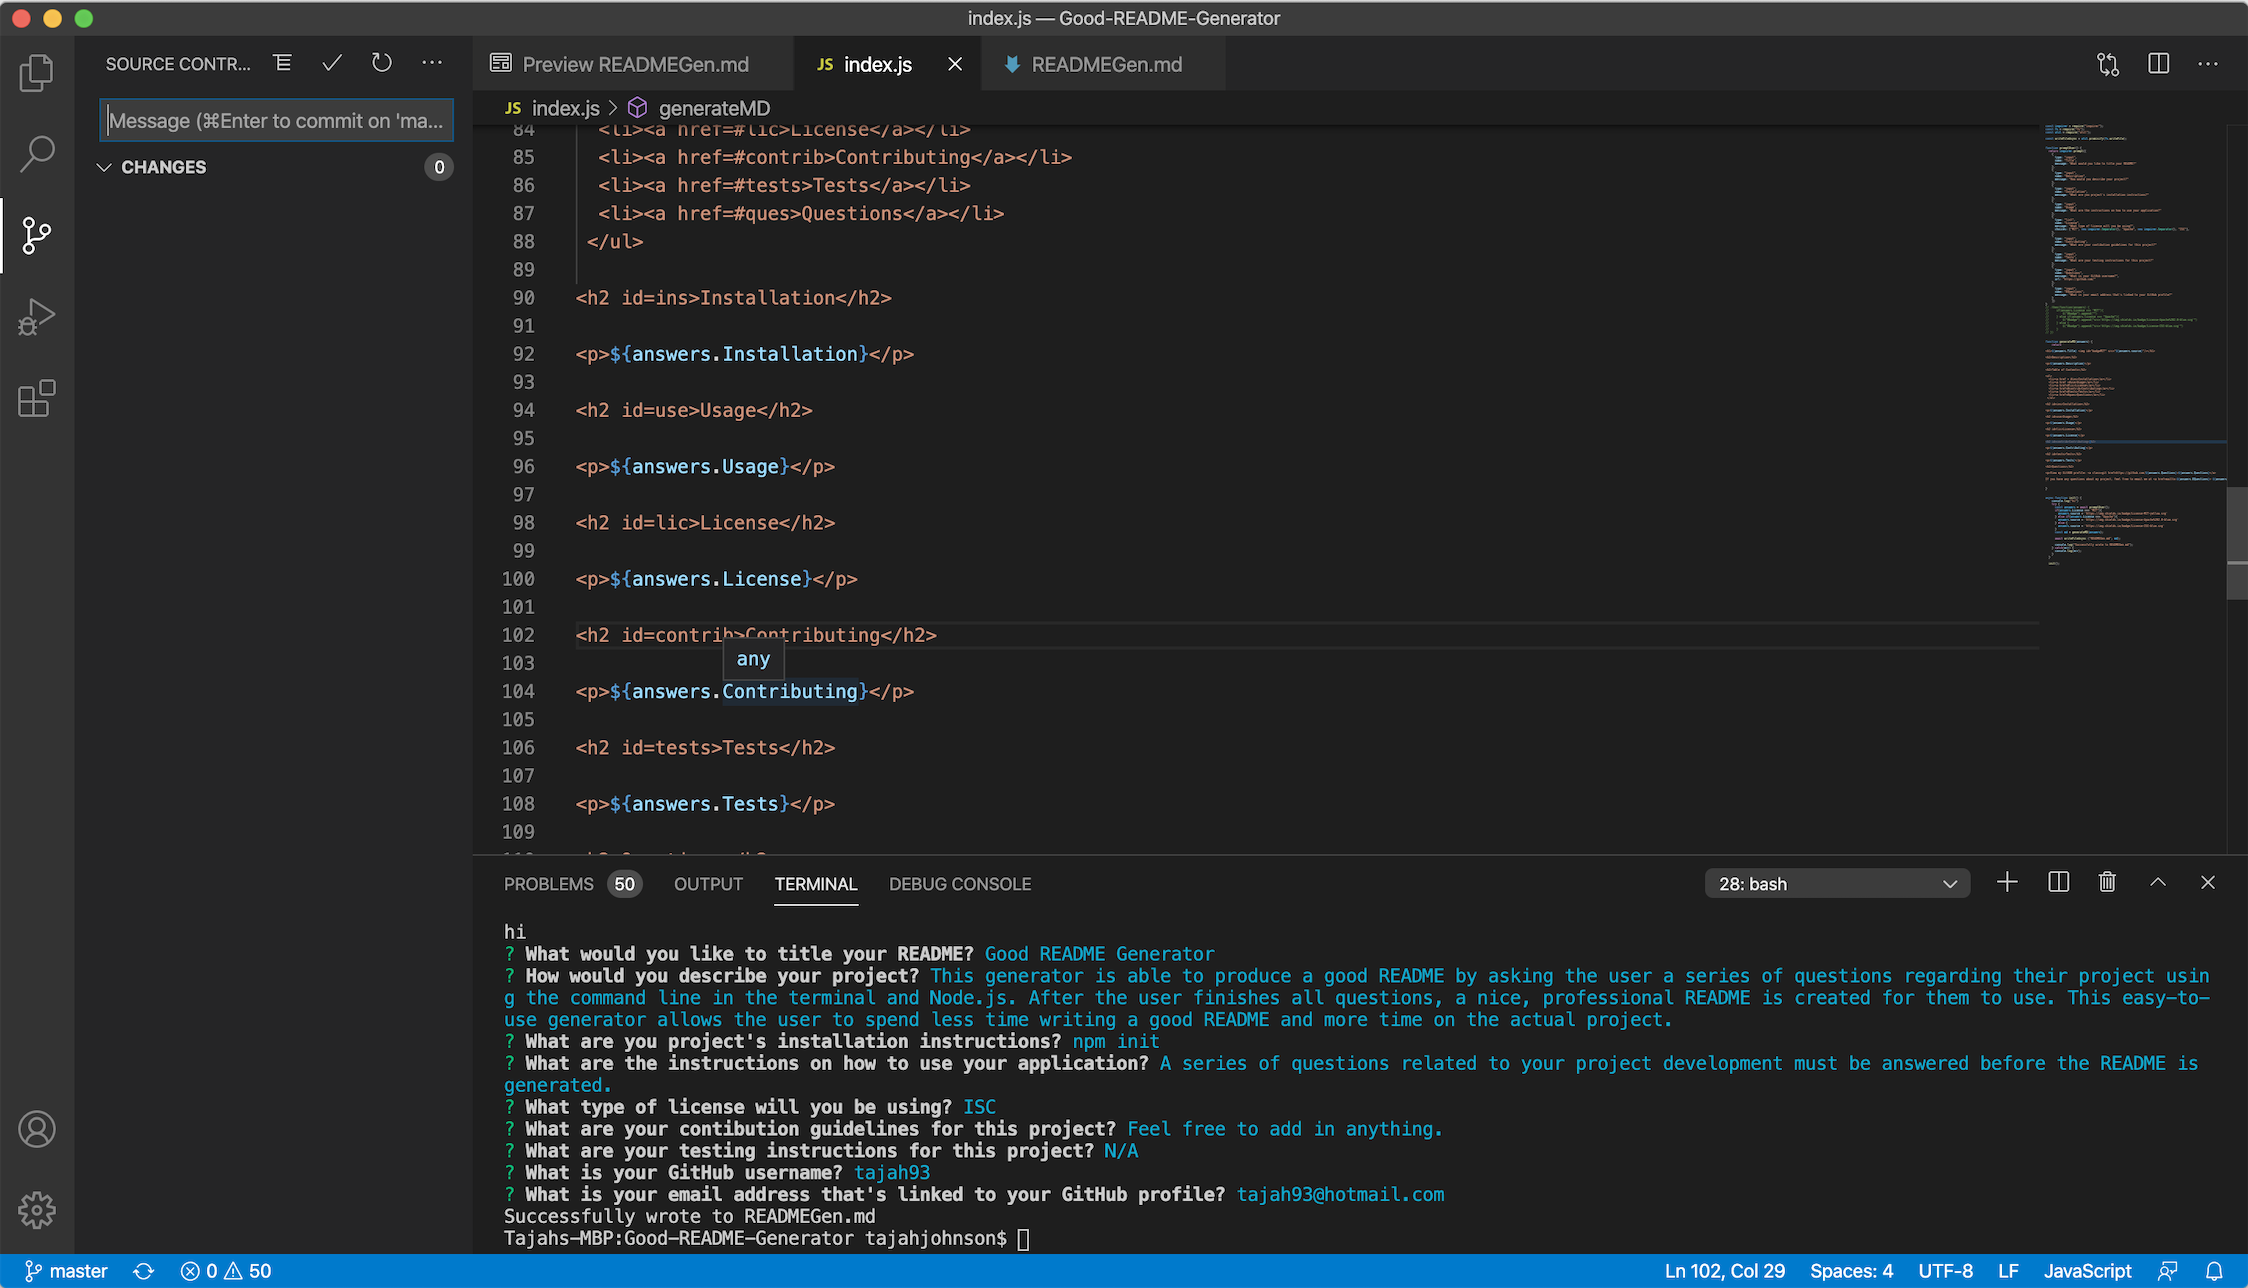 index.js — Good-README-Generator
SOURCE CONTR...
Message (⌘Enter to commit on 'ma...
CHANGES
0
Preview READMEGen.md
JS index.js
READMEGen.md
JS index.js > generateMD
84 <li><a href=#lic>License</a></li>
85 <li><a href=#contrib>Contributing</a></li>
86 <li><a href=#tests>Tests</a></li>
87 <li><a href=#ques>Questions</a></li>
88 </ul>
89
90 <h2 id=ins>Installation</h2>
91
92 <p>${answers.Installation}</p>
93
94 <h2 id=use>Usage</h2>
95
96 <p>${answers.Usage}</p>
97
98 <h2 id=lic>License</h2>
99
100 <p>${answers.License}</p>
101
102 <h2 id=contrib>Contributing</h2>
any
103
104 <p>${answers.Contributing}</p>
105
106 <h2 id=tests>Tests</h2>
107
108 <p>${answers.Tests}</p>
109
PROBLEMS 50 OUTPUT TERMINAL DEBUG CONSOLE
28: bash
hi
? What would you like to title your README? Good README Generator
? How would you describe your project? This generator is able to produce a good README by asking the user a series of questions regarding their project usin
g the command line in the terminal and Node.js. After the user finishes all questions, a nice, professional README is created for them to use. This easy-to-
use generator allows the user to spend less time writing a good README and more time on the actual project.
? What are you project's installation instructions? npm init
? What are the instructions on how to use your application? A series of questions related to your project development must be answered before the README is
generated.
? What type of license will you be using? ISC
? What are your contibution guidelines for this project? Feel free to add in anything.
? What are your testing instructions for this project? N/A
? What is your GitHub username? tajah93
? What is your email address that's linked to your GitHub profile? tajah93@hotmail.com
Successfully wrote to READMEGen.md
Tajahs-MBP:Good-README-Generator tajahjohnson$
master
0
50
Ln 102, Col 29
Spaces: 4
UTF-8
LF
JavaScript